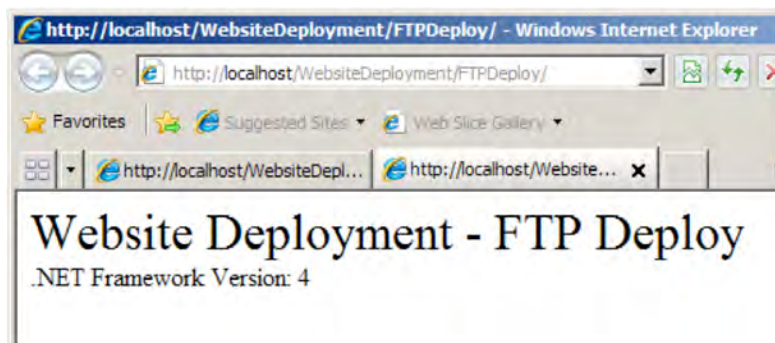 http://localhost/WebsiteDeployment/FTPDeploy/ - Windows Internet Explorer
http://localhost/WebsiteDeployment/FTPDeploy/
Favorites Suggested Sites Web Slice Gallery
http://localhost/WebsiteDepl... http://localhost/Website...
Website Deployment - FTP Deploy
.NET Framework Version: 4